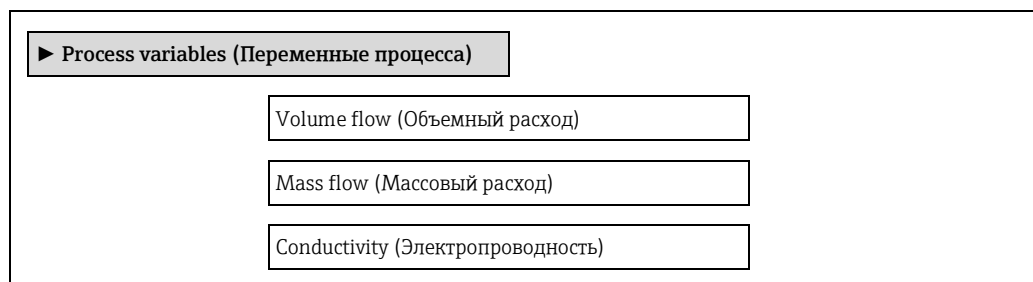 ► Process variables (Переменные процесса)
Volume flow (Объемный расход)
Mass flow (Массовый расход)
Conductivity (Электропроводность)